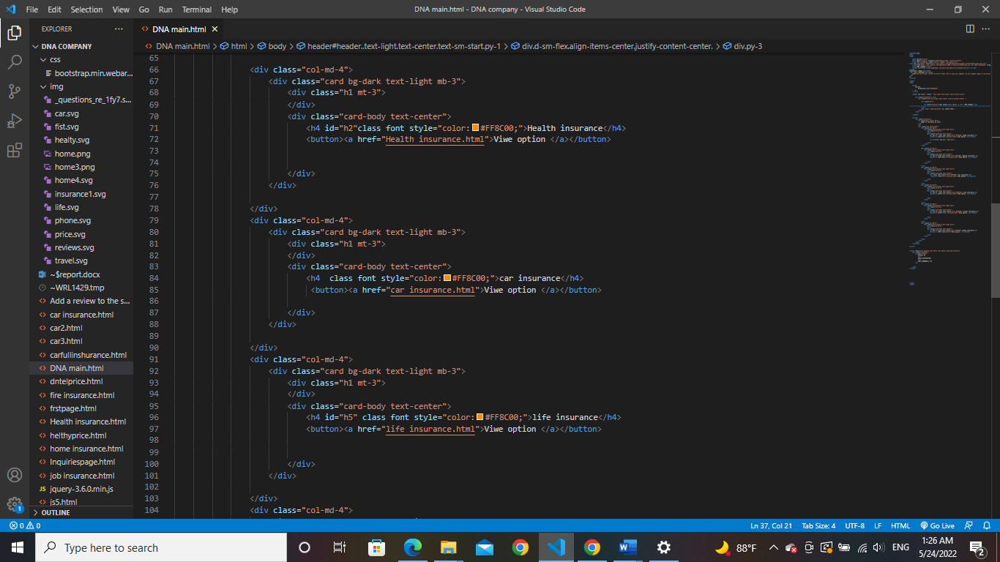 File Edit Selection View Go Run Terminal Help DNA main.html - DNA company - Visual Studio Code
EXPLORER
DNA main.html
DNA COMPANY
DNA main.html > html > body > header#header..text-light.text-center.text-sm-start.py-1 > div.d-sm-flex.align-items-center.justify-content-center. > div.py-3
css
bootstrap.min.webar...
img
_questions_re_1fy7.s...
car.svg
fist.svg
healty.svg
home.png
home3.png
home4.svg
insurance1.svg
life.svg
phone.svg
price.svg
reviews.svg
travel.svg
~$report.docx
~WRL1429.tmp
Add a review to the s...
car insurance.html
car2.html
car3.html
carfullinshurance.html
DNA main.html
dntelprice.html
fire insurance.html
frstpage.html
Health insurance.html
helthyprice.html
home insurance.html
Inquiriespage.html
job insurance.html
JS jquery-3.6.0.min.js
js5.html
OUTLINE
65
66 <div class="col-md-4">
67 <div class="card bg-dark text-light mb-3">
68 <div class="h1 mt-3">
69 </div>
70 <div class="card-body text-center">
71 <h4 id="h2"class font style="color:#FF8C00;">Health insurance</h4>
72 <button><a href="Health insurance.html">Viwe option </a></button>
73
74
75 </div>
76 </div>
77
78 </div>
79 <div class="col-md-4">
80 <div class="card bg-dark text-light mb-3">
81 <div class="h1 mt-3">
82 </div>
83 <div class="card-body text-center">
84 <h4  class font style="color:#FF8C00;">car insurance</h4>
85 <button><a href="car insurance.html">Viwe option </a></button>
86
87 </div>
88 </div>
89
90 </div>
91 <div class="col-md-4">
92 <div class="card bg-dark text-light mb-3">
93 <div class="h1 mt-3">
94 </div>
95 <div class="card-body text-center">
96 <h4 id="h5" class font style="color:#FF8C00;">life insurance</h4>
97 <button><a href="life insurance.html">Viwe option </a></button>
98
99
100 </div>
101 </div>
102
103 </div>
104 <div class="col-md-4">
1
0 0 Ln 37, Col 21 Tab Size: 4 UTF-8 LF HTML Go Live
Type here to search
88°F ENG
1:26 AM
5/24/2022
2